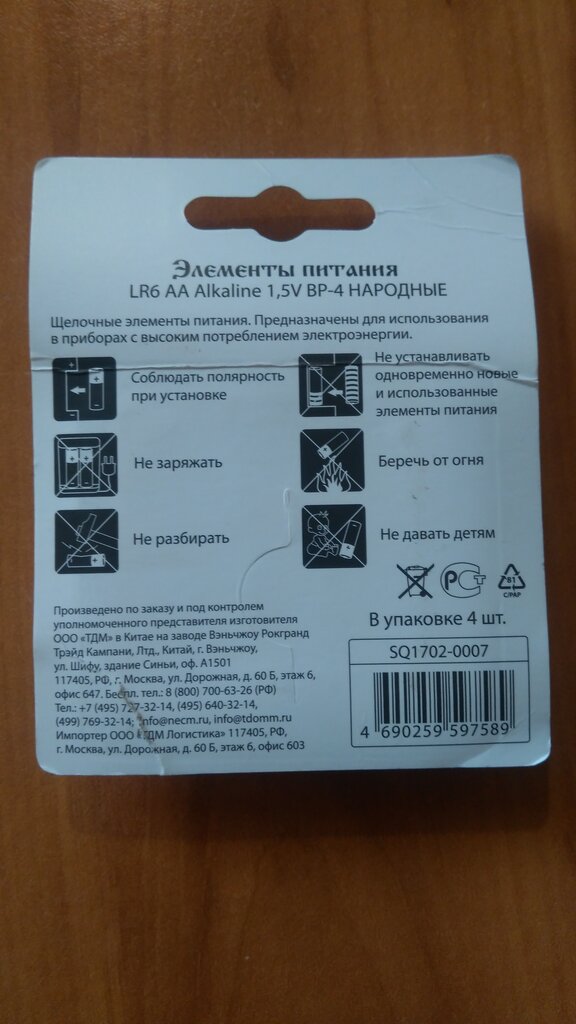 Элементы питания
LR6 AA Alkaline 1,5V BP-4 НАРОДНЫЕ
Щелочные элементы питания. Предназначены для использования
в приборах с высоким потреблением электроэнергии.
Соблюдать полярность
при установке
Не устанавливать
одновременно новые
и использованные
элементы питания
Не заряжать
Беречь от огня
Не разбирать
Не давать детям
81
C/PAP
В упаковке 4 шт.
Произведено по заказу и под контролем
уполномоченного представителя изготовителя
ООО «ТДМ» в Китае на заводе Вэньчжоу Рокгранд
Трэйд Кампани, Лтд., Китай, г. Вэньчжоу,
ул. Шифу, здание Синьи, оф. А1501
117405, РФ, г. Москва, ул. Дорожная, д. 60 Б, этаж 6,
офис 647. Беспл. тел.: 8 (800) 700-63-26 (РФ)
Тел.: +7 (495) 727-32-14, (495) 640-32-14,
(499) 769-32-14; info@necm.ru, info@tdomm.ru
Импортер ООО «ТДМ Логистика» 117405, РФ,
г. Москва, ул. Дорожная, д. 60 Б, этаж 6, офис 603
SQ1702-0007
4 690259 597589